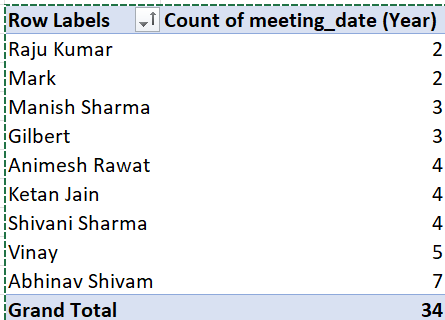 Row Labels Count of meeting_date (Year)
Raju Kumar 2
Mark 2
Manish Sharma 3
Gilbert 3
Animesh Rawat 4
Ketan Jain 4
Shivani Sharma 4
Vinay 5
Abhinav Shivam 7
Grand Total 34